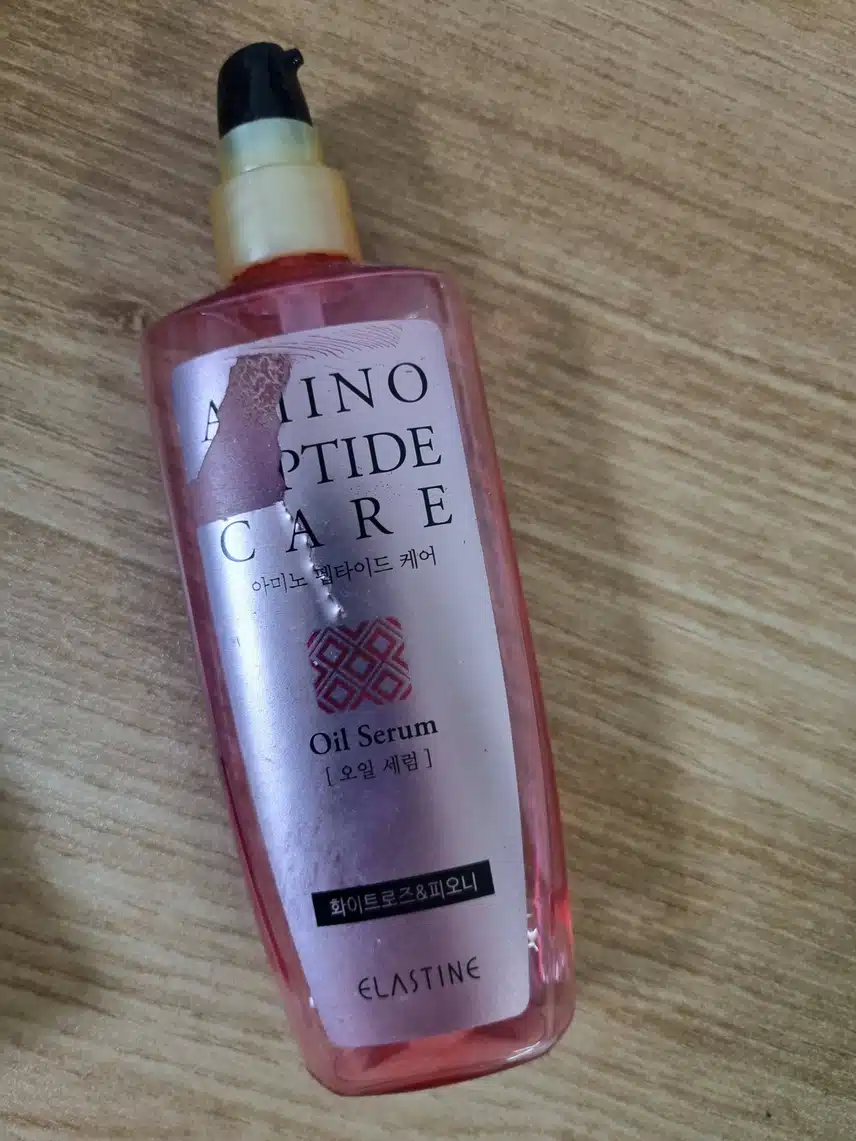 AMINO
PTIDE
CARE
아미노 펩타이드 케어
Oil Serum
[ 오일 세럼 ]
화이트로즈&피오니
ELASTINE